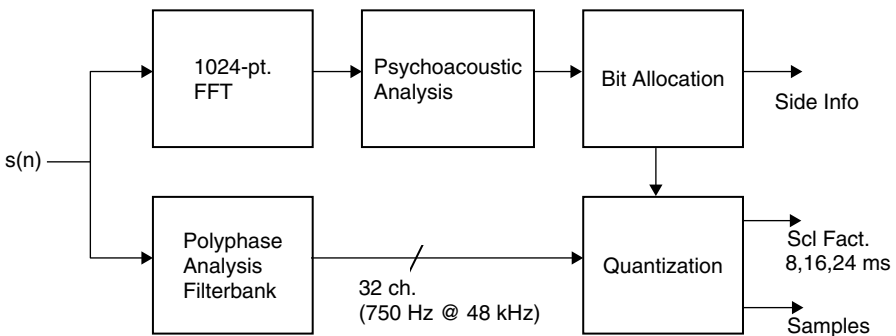 1024-pt.
FFT
Psychoacoustic
Analysis
Bit Allocation
Side Info
s(n)
Polyphase
Analysis
Filterbank
32 ch.
(750 Hz @ 48 kHz)
Quantization
Scl Fact.
8,16,24 ms
Samples